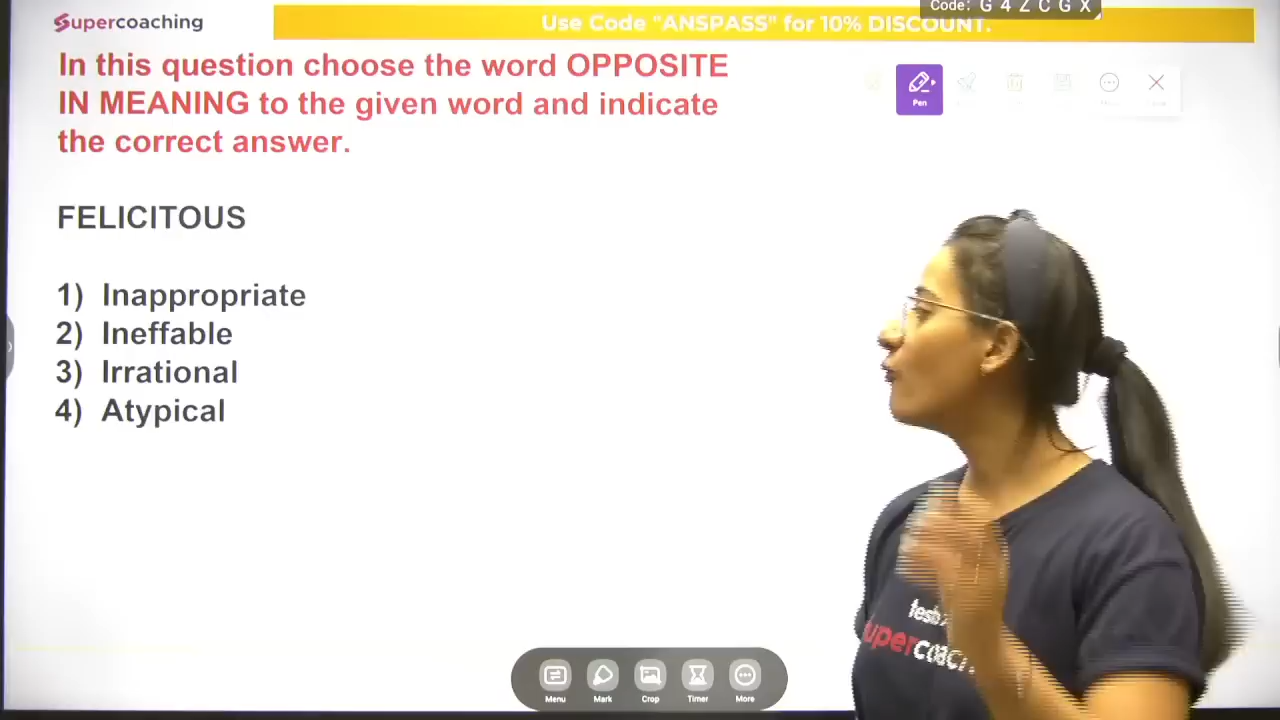 Supercoaching
Code: G 4 Z C G X
Use Code "ANSPASS" for 10% DISCOUNT.
In this question choose the word OPPOSITE
IN MEANING to the given word and indicate
the correct answer.
Pen
FELICITOUS
1) Inappropriate
2) Ineffable
3) Irrational
4) Atypical
Menu Mark Crop Timer More